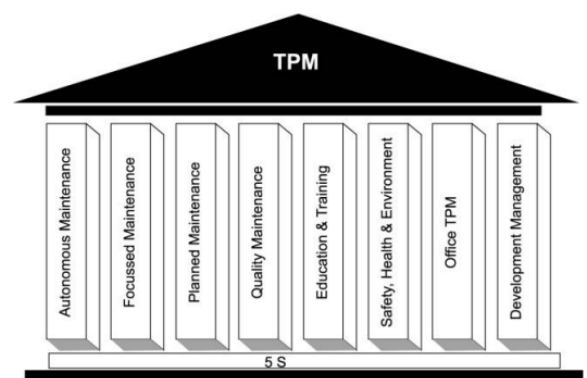 TPM
Autonomous Maintenance
Focussed Maintenance
Planned Maintenance
Quality Maintenance
Education & Training
Safety, Health & Environment
Office TPM
Development Management
5 S